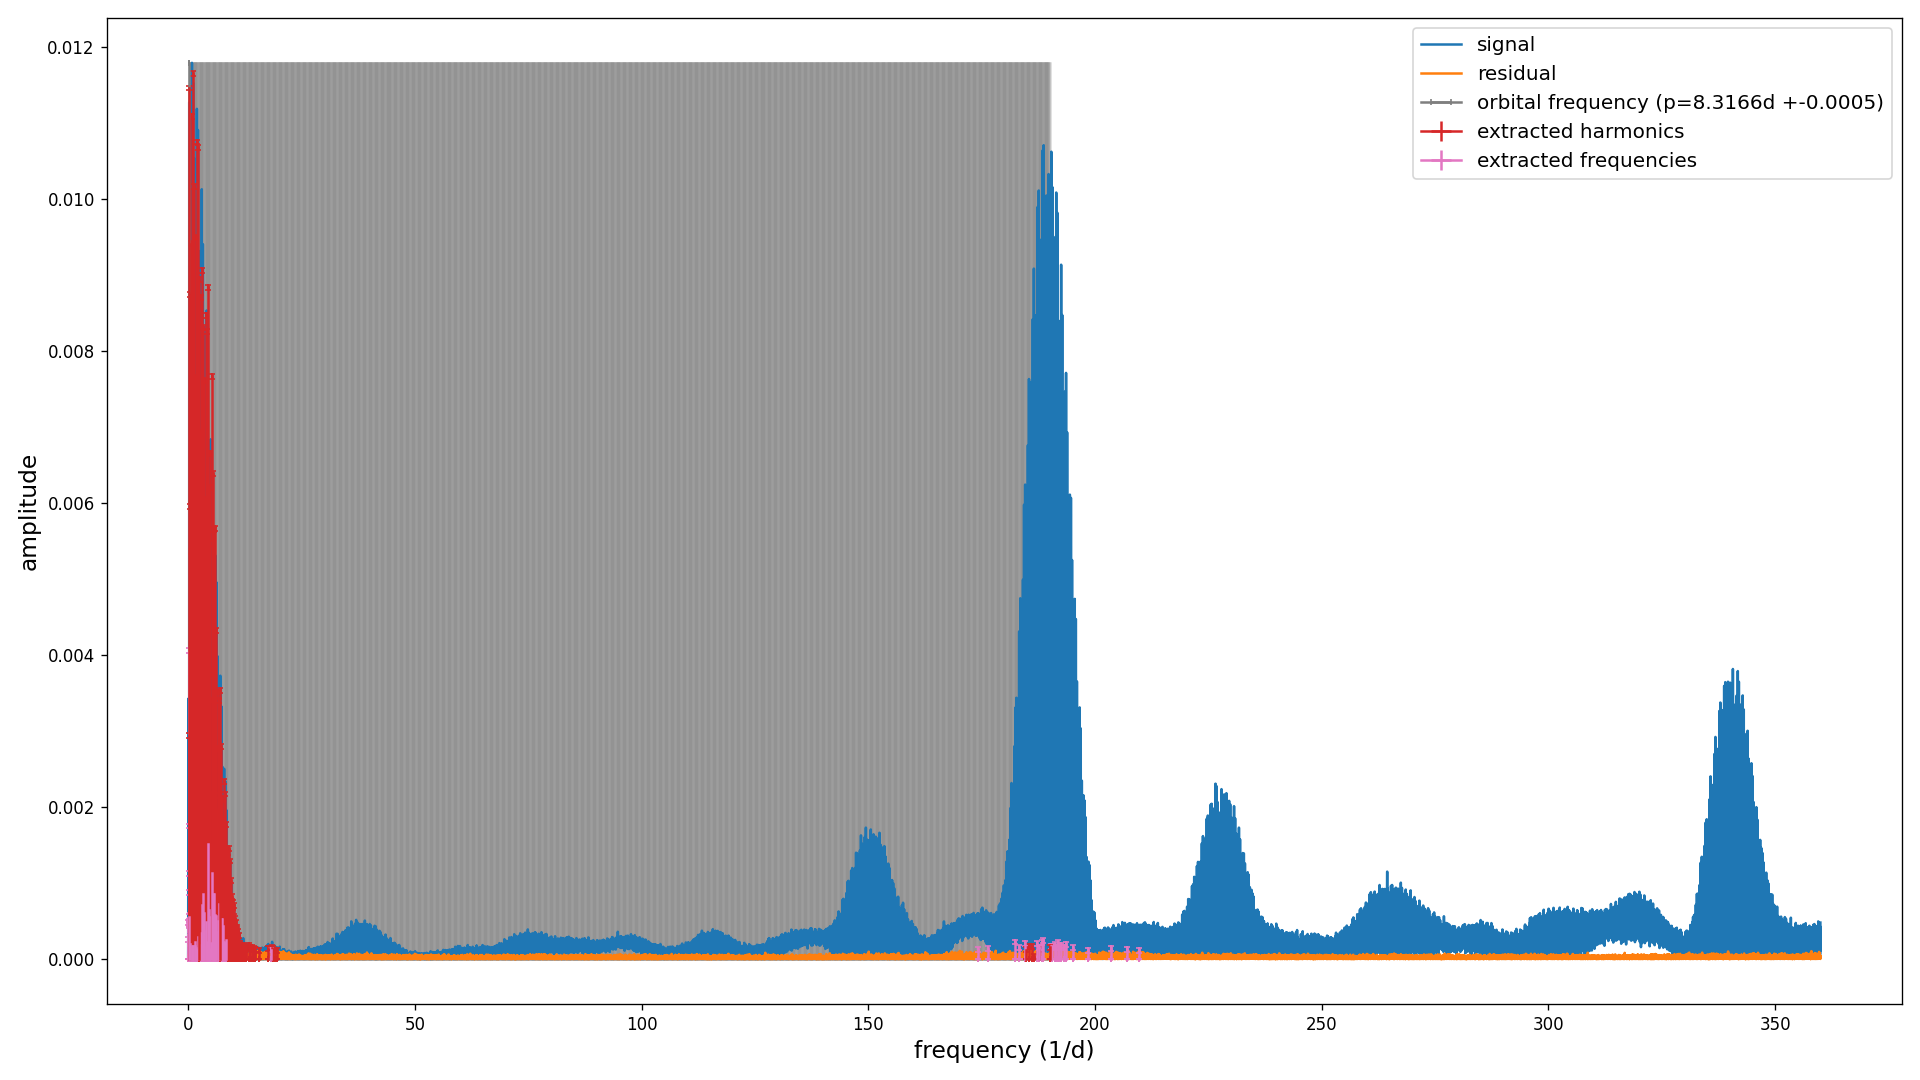 signal
residual
orbital frequency (p=8.3166d +-0.0005)
extracted harmonics
extracted frequencies
0.012
0.010
0.008
0.006
0.004
0.002
0.000
amplitude
0 50 100 150 200 250 300 350
frequency (1/d)